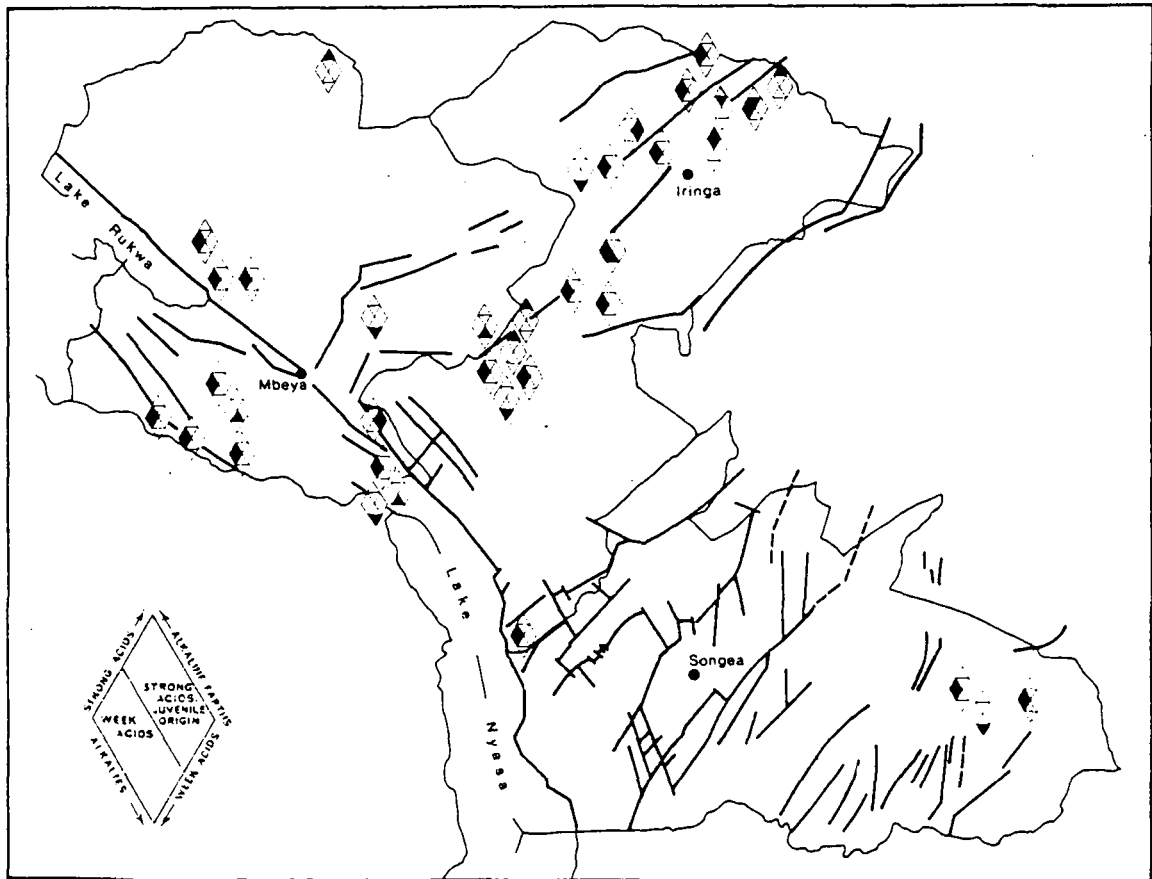 Iringa
Lake
Rukwa
Mbeya
Lake
Nyasa
Songea
STRONG ACIDS
ALKALINE EARTHS
STRONG
ACIDS.
JUVENILE
ORIGIN
WEEK
ACIDS
ALKALIES
WEEK ACIDS